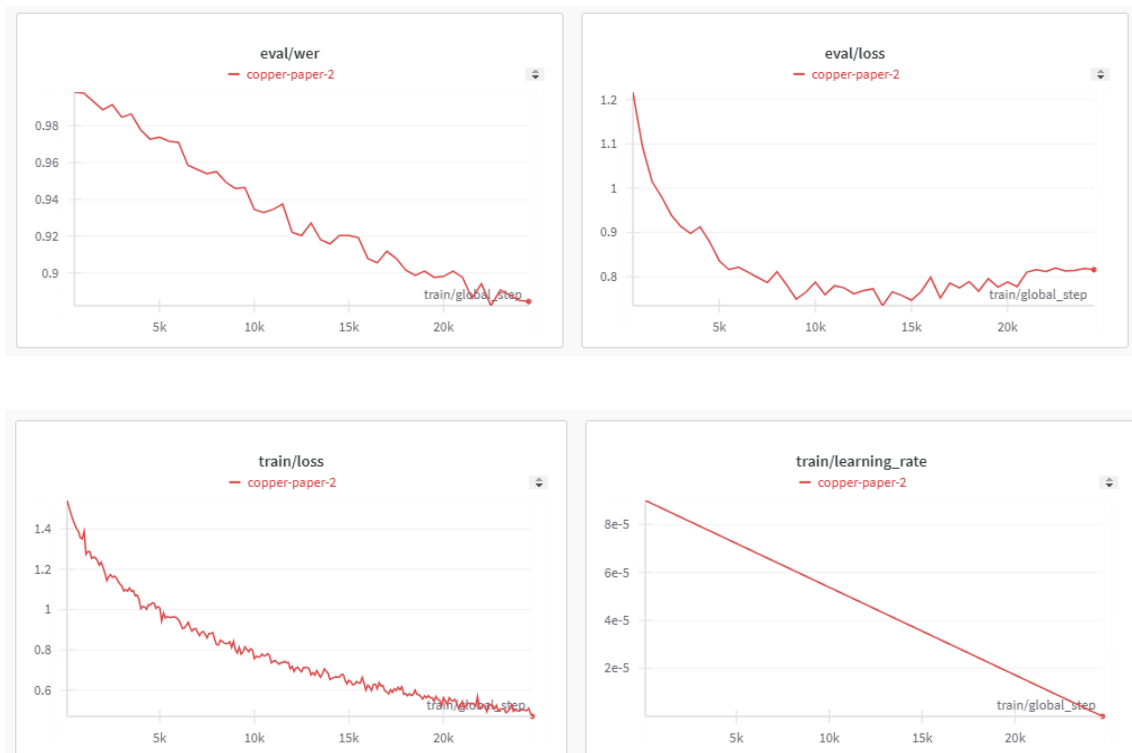 eval/wer
copper-paper-2
0.98
0.96
0.94
0.92
0.9
train/global_step
5k
10k
15k
20k
eval/loss
copper-paper-2
1.2
1.1
1
0.9
0.8
train/global_step
5k
10k
15k
20k
train/loss
copper-paper-2
1.4
1.2
1
0.8
0.6
train/global_step
5k
10k
15k
20k
train/learning_rate
copper-paper-2
8e-5
6e-5
4e-5
2e-5
train/global_step
5k
10k
15k
20k